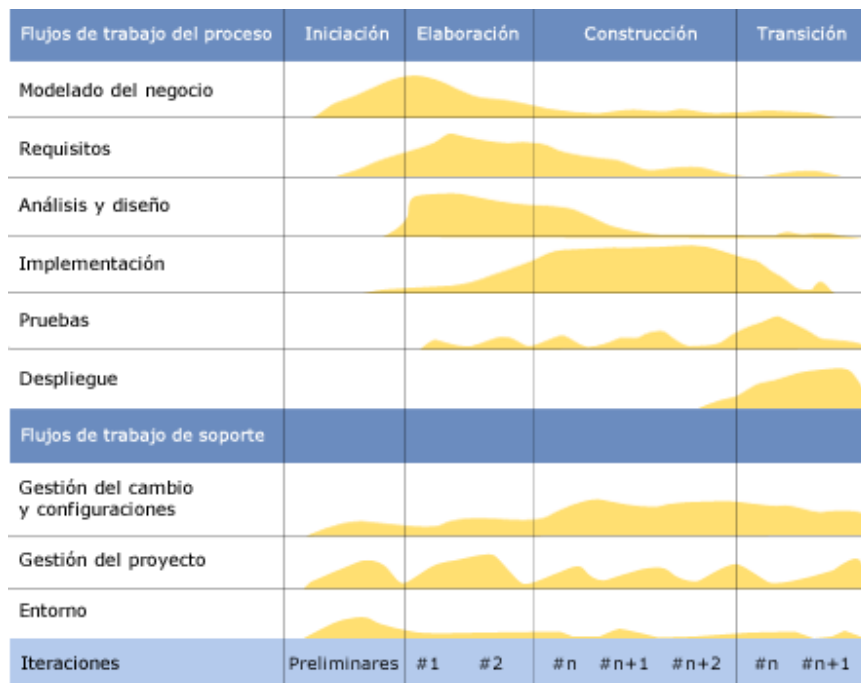 Flujos de trabajo del proceso Iniciación Elaboración Construcción Transición
Modelado del negocio
Requisitos
Análisis y diseño
Implementación
Pruebas
Despliegue
Flujos de trabajo de soporte
Gestión del cambio
y configuraciones
Gestión del proyecto
Entorno
Iteraciones Preliminares #1 #2 #n #n+1 #n+2 #n #n+1